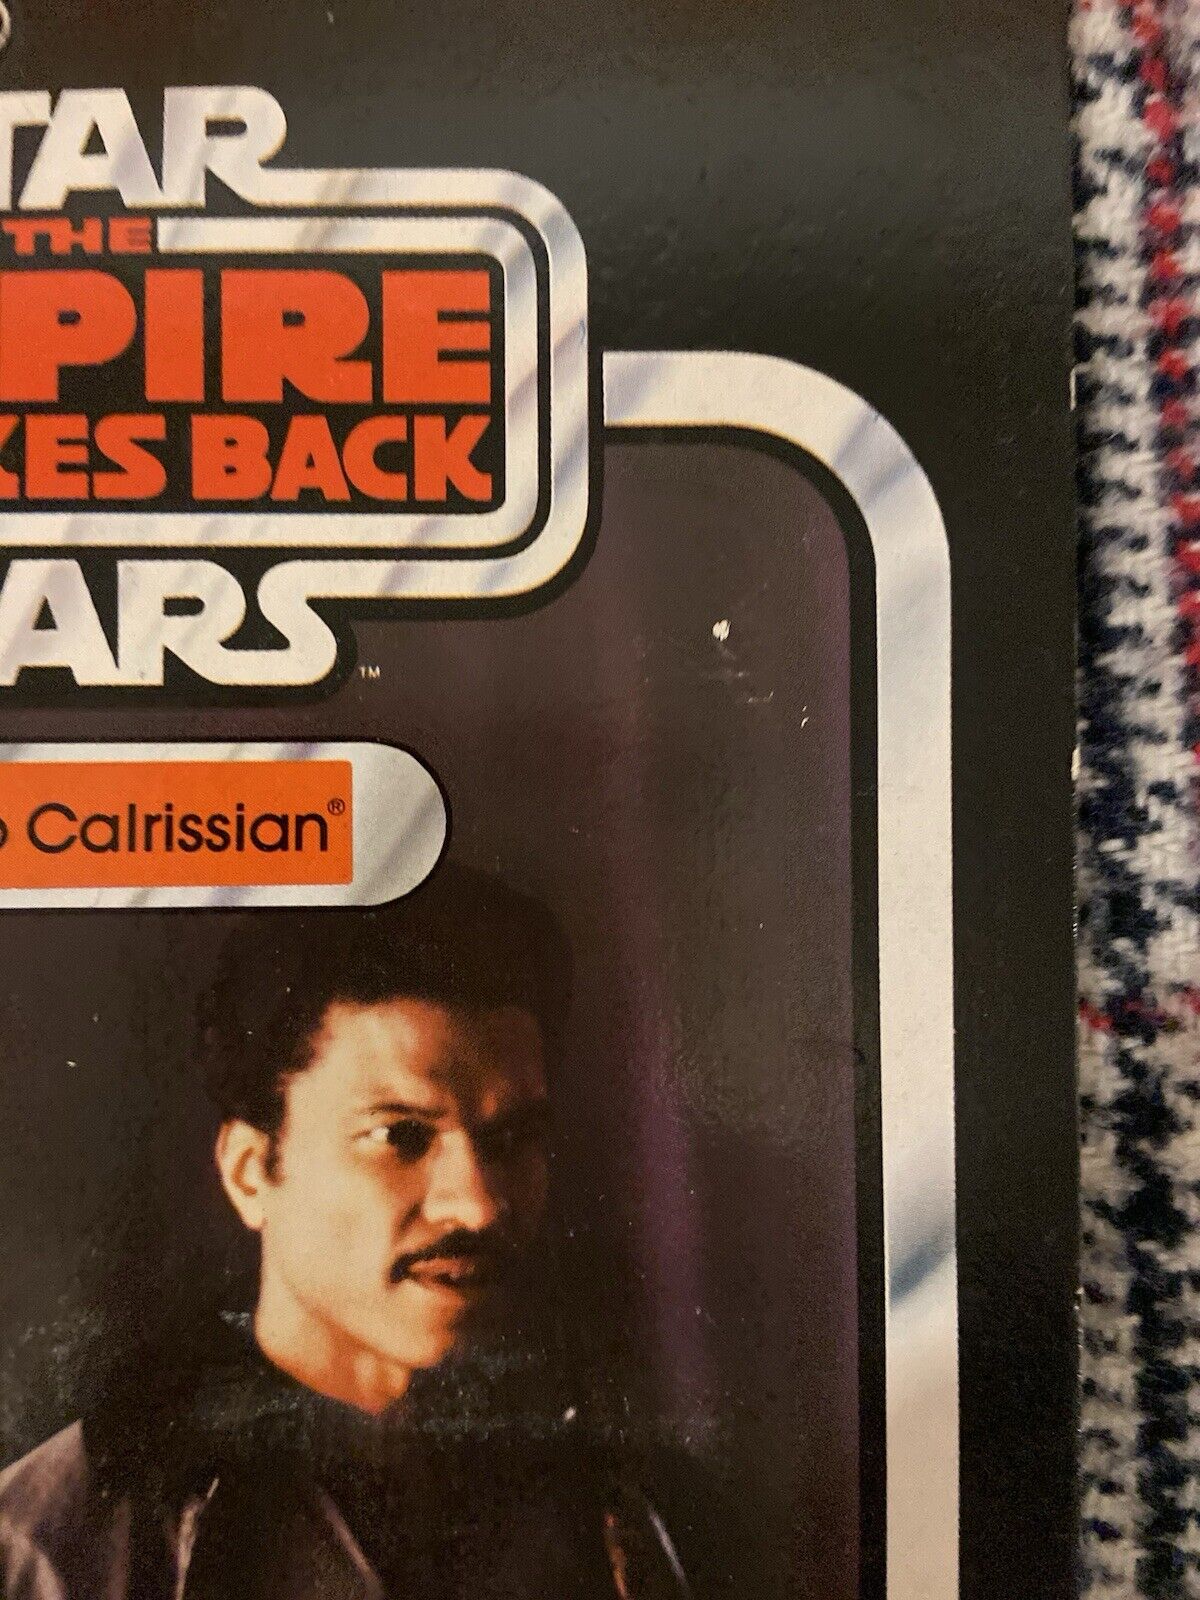 TAR
THE
PIRE
KES BACK
ARS
TM
o Calrissian®